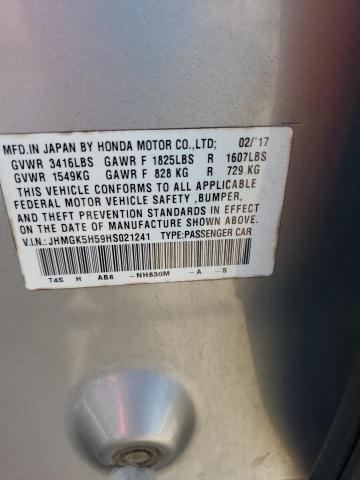 MFD.IN JAPAN BY HONDA MOTOR CO.,LTD; 02/'17
GVWR 3416LBS GAWR F 1825LBS R 1607LBS
GVWR 1549KG GAWR F 828 KG R 729 KG
THIS VEHICLE CONFORMS TO ALL APPLICABLE
FEDERAL MOTOR VEHICLE SAFETY ,BUMPER,
AND THEFT PREVENTION STANDARDS IN EFFECT
ON THE DATE OF MANUFACTURE SHOWN ABOVE.
V.I.N.: JHMGK5H59HS021241 TYPE:PASSENGER CAR
T4S H AB8 -NH830M -A -S